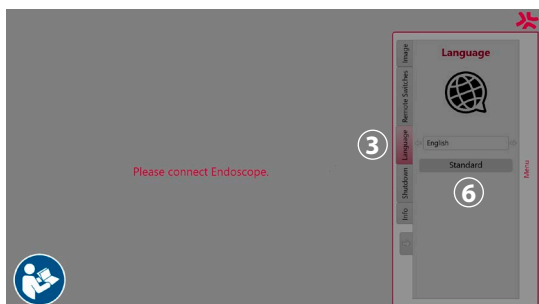 Image
Remote Switches
Language
Shutdown
Info
Language
English
Standard
Menu
Please connect Endoscope.
3
6